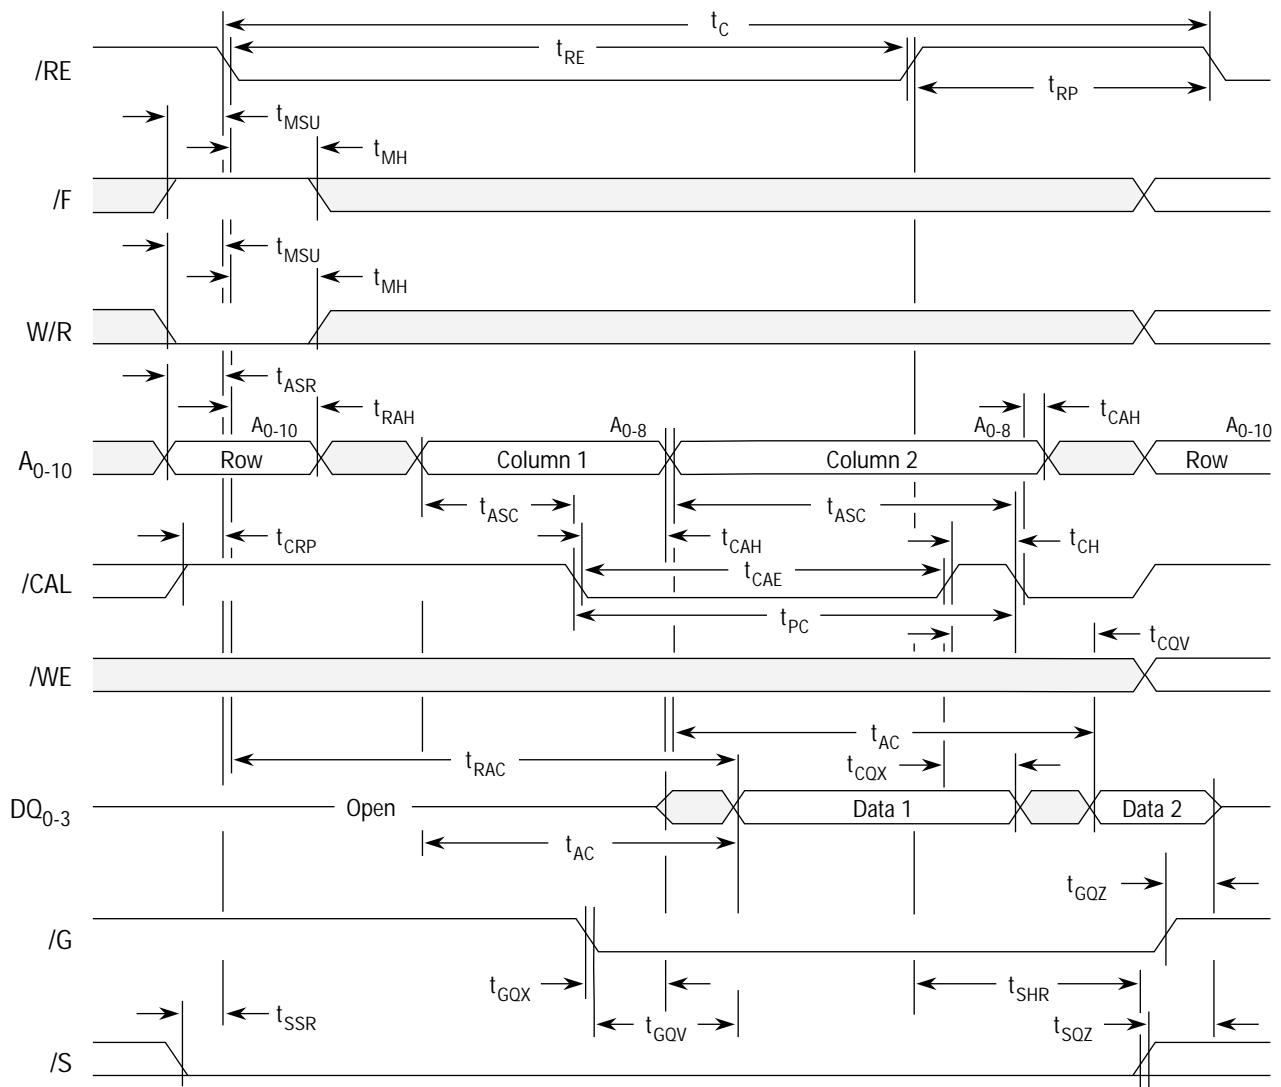 tC
tRE
/RE
tRP
tMSU
tMH
/F
tMSU
tMH
W/R
tASR
tRAH
tCAH
A0-10 A0-8 A0-8 A0-10
A0-10 Row Column 1 Column 2 Row
tASC tASC
tCRP tCAH tCH
/CAL tCAE
tPC
tCQV
/WE
tAC
tRAC tCQX
DQ0-3 Open Data 1 Data 2
tAC
tGQZ
/G
tGQX tSHR
tSSR tGQV tSQZ
/S